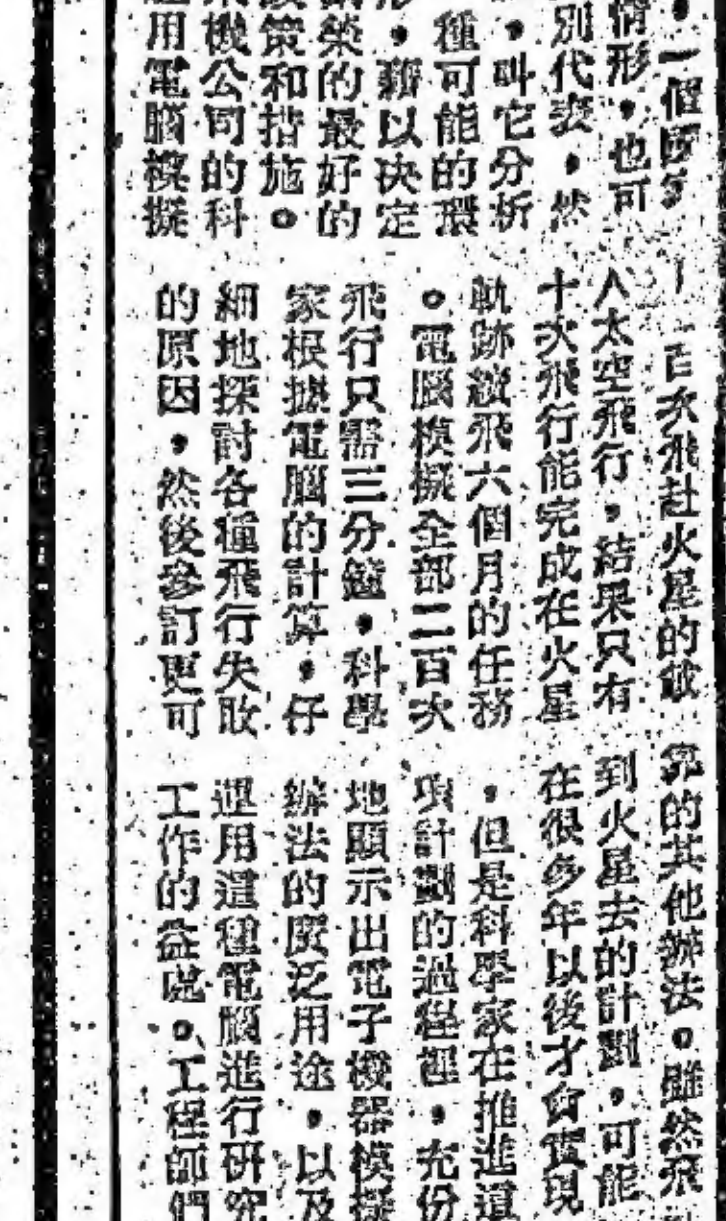 ，一個國家
情形，也可
別代表，然
，叫它分析
種可能的環
，藉以決定
的最好的
策和措施。
機公司的科
用電腦模擬
百次飛赴火星的載
人太空飛行，結果只有
十次飛行能完成在火星
軌跡繞飛六個月的任務
。電腦模擬全部二百次
飛行只需三分鐘，科學
家根據電腦的計算，仔
細地探討各種飛行失敗
的原因，然後參訂更可
靠的其他辦法。雖然飛
到火星去的計劃，可能
在很多年以後才會實現
，但是科學家在推進這
項計劃的過程裡，充份
地顯示出電子機器模擬
辦法的廣泛用途，以及
運用這種電腦進行研究
工作的益處。工程師們